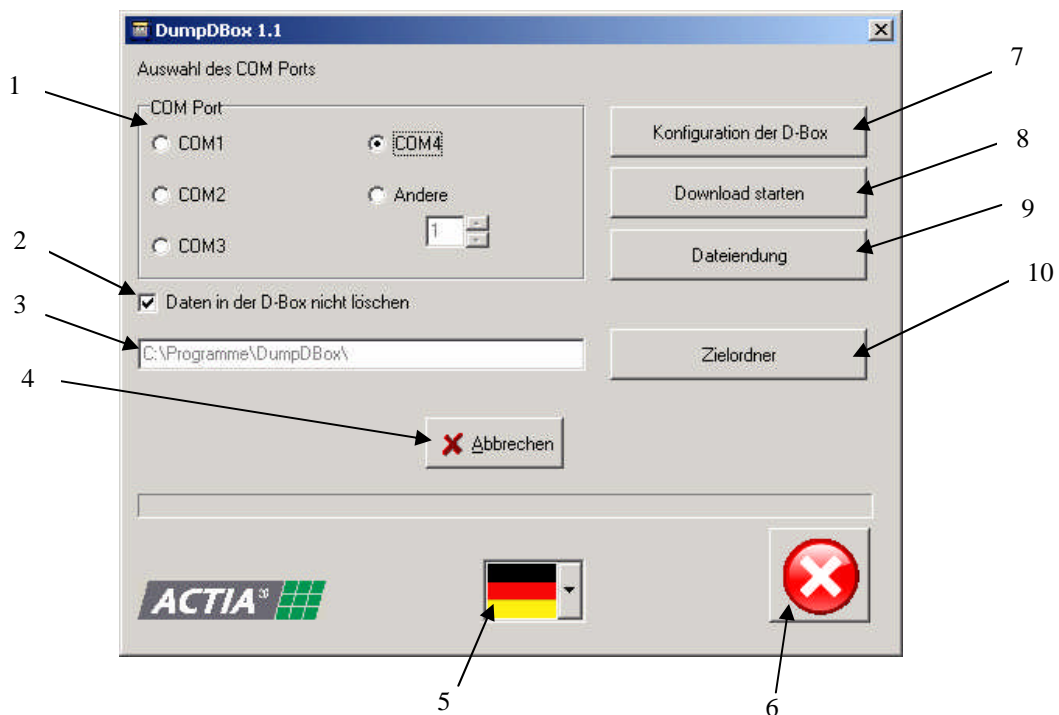 DumpDBox 1.1
Auswahl des COM Ports
COM Port
COM1
COM4
COM2
Andere
1
COM3
Daten in der D-Box nicht löschen
C:\Programme\DumpDBox\
Konfiguration der D-Box
Download starten
Dateiendung
Zielordner
Abbrechen
ACTIA®
1
2
3
4
5
6
7
8
9
10